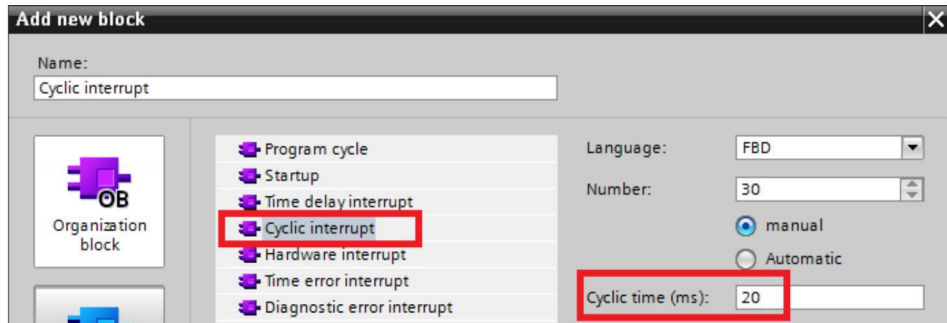 Add new block
Name:
Cyclic interrupt
OB
Organization
block
Program cycle
Startup
Time delay interrupt
Cyclic interrupt
Hardware interrupt
Time error interrupt
Diagnostic error interrupt
Language: FBD
Number: 30
manual
Automatic
Cyclic time (ms): 20